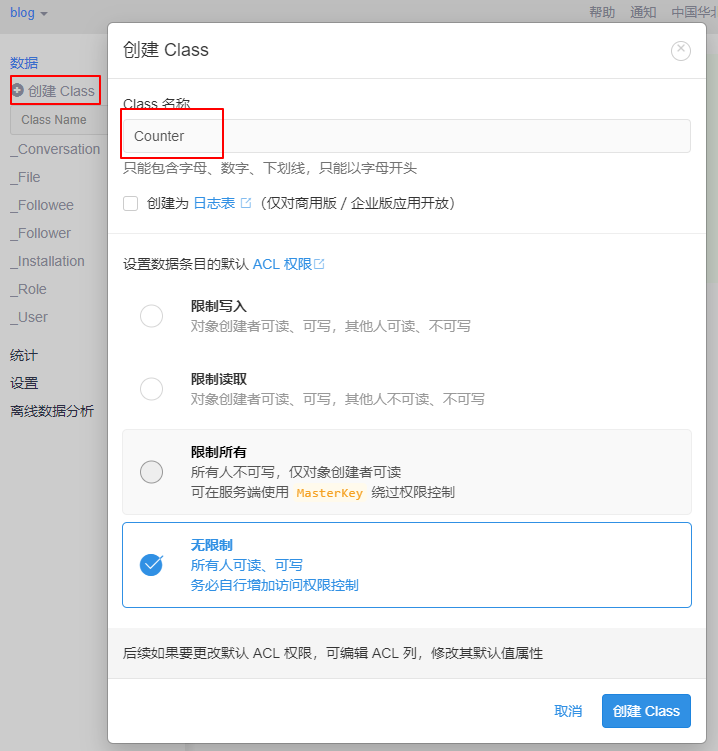 blog
帮助 通知 中国华北
数据
创建 Class
Class Name
_Conversation
_File
_Followee
_Follower
_Installation
_Role
_User
统计
设置
离线数据分析
创建 Class
Class 名称
Counter
只能包含字母、数字、下划线，只能以字母开头
创建为 日志表 （仅对商用版 / 企业版应用开放）
设置数据条目的默认 ACL 权限
限制写入
对象创建者可读、可写，其他人可读、不可写
限制读取
对象创建者可读、可写，其他人不可读、不可写
限制所有
所有人不可写，仅对象创建者可读
可在服务端使用 MasterKey 绕过权限控制
无限制
所有人可读、可写
务必自行增加访问权限控制
后续如果要更改默认 ACL 权限，可编辑 ACL 列，修改其默认值属性
取消 创建 Class